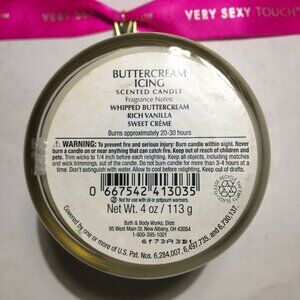 VERY SEXY TOUCH
BUTTERCREAM
ICING
SCENTED CANDLE
Fragrance Notes:
WHIPPED BUTTERCREAM
RICH VANILLA
SWEET CRÈME
Burns approximately 20-30 hours
WARNING: To prevent fire and serious injury: Burn candle within sight. Never
burn a candle on or near anything that can catch fire. Keep out of reach of children and
pets. Trim wicks to 1/4 inch before each relighting. Keep all objects, including matches
and wick trimmings, out of the candle. Do not burn candle for more than 3-4 hours at a
time. Don't extinguish with water. Allow to cool before relighting. Keep out of drafts.
0 667542 413035
Not for use with oil or potpourri warmers.
Net Wt. 4 oz / 113 g
Bath & Body Works, Distr.
95 West Main St. New Albany, OH 43054
1-800-395-1001
Covered by one or more of U.S. Pat. Nos. 6,284,007; 6,497,735; and 6,730,197.